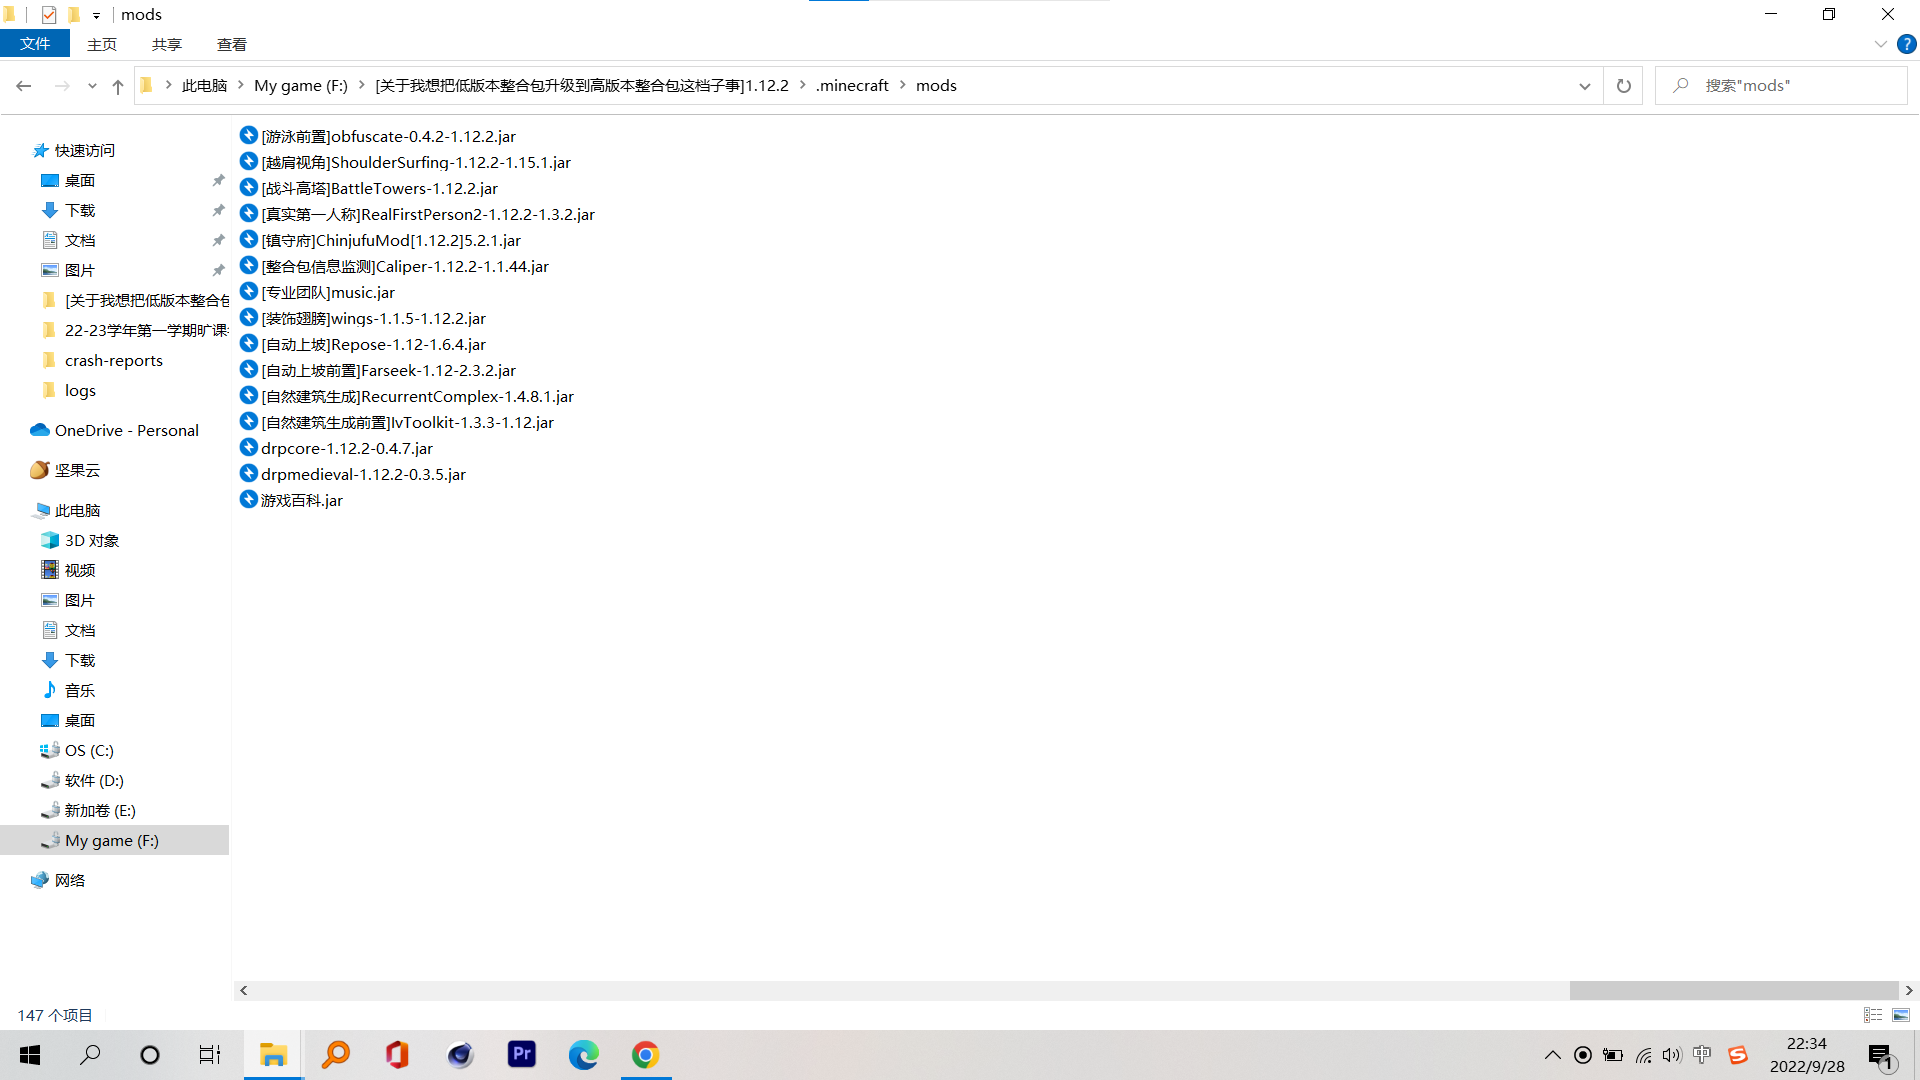 mods
文件
主页
共享
查看
此电脑
My game (F:)
[关于我想把低版本整合包升级到高版本整合包这档子事]1.12.2
.minecraft
mods
搜索"mods"
快速访问
桌面
下载
文档
图片
[关于我想把低版本整合包
22-23学年第一学期旷课
crash-reports
logs
OneDrive - Personal
坚果云
此电脑
3D 对象
视频
图片
文档
下载
音乐
桌面
OS (C:)
软件 (D:)
新加卷 (E:)
My game (F:)
网络
[游泳前置]obfuscate-0.4.2-1.12.2.jar
[越肩视角]ShoulderSurfing-1.12.2-1.15.1.jar
[战斗高塔]BattleTowers-1.12.2.jar
[真实第一人称]RealFirstPerson2-1.12.2-1.3.2.jar
[镇守府]ChinjufuMod[1.12.2]5.2.1.jar
[整合包信息监测]Caliper-1.12.2-1.1.44.jar
[专业团队]music.jar
[装饰翅膀]wings-1.1.5-1.12.2.jar
[自动上坡]Repose-1.12-1.6.4.jar
[自动上坡前置]Farseek-1.12-2.3.2.jar
[自然建筑生成]RecurrentComplex-1.4.8.1.jar
[自然建筑生成前置]IvToolkit-1.3.3-1.12.jar
drpcore-1.12.2-0.4.7.jar
drpmedieval-1.12.2-0.3.5.jar
游戏百科.jar
147 个项目
Pr
中
22:34
2022/9/28
1